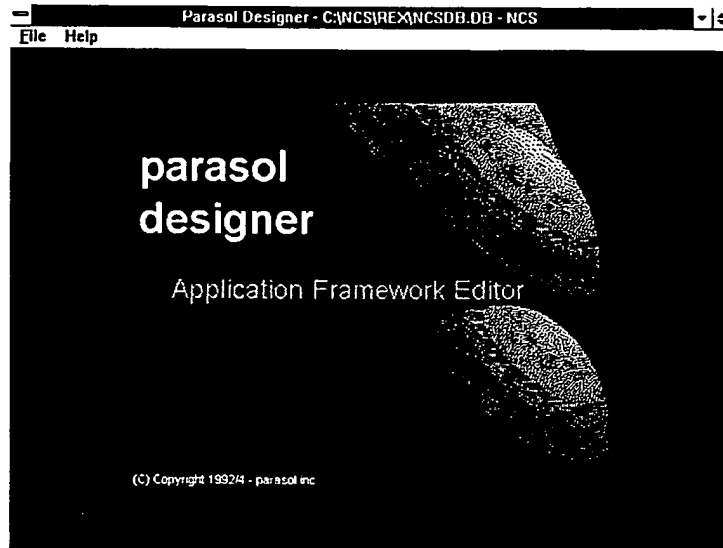 Parasol Designer - C:\NCS\REX\NCSDB.DB - NCS
File Help
parasol
designer
Application Framework Editor
(C) Copyright 1992/4 - parasol inc